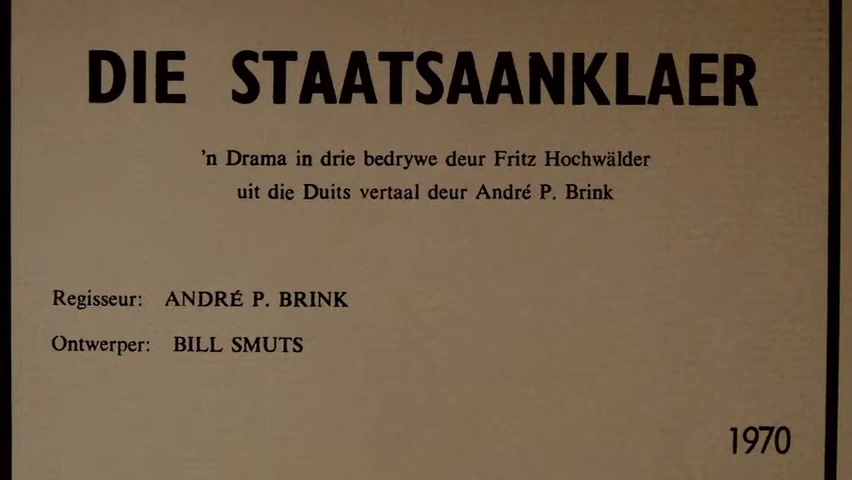 DIE STAATSAANKLAER
'n Drama in drie bedrywe deur Fritz Hochwälder
uit die Duits vertaal deur André P. Brink
Regisseur: ANDRÉ P. BRINK
Ontwerper: BILL SMUTS
1970